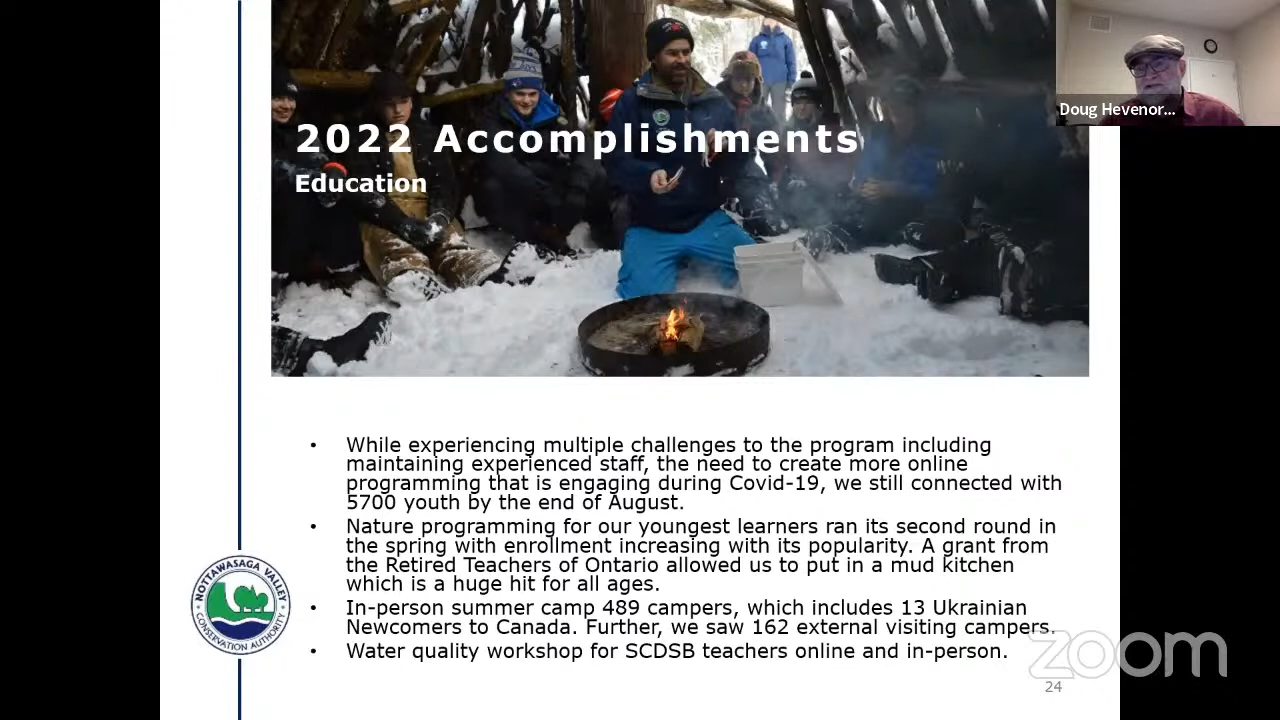 Doug Hevenor...
2022 Accomplishments
Education
• While experiencing multiple challenges to the program including
maintaining experienced staff, the need to create more online
programming that is engaging during Covid-19, we still connected with
5700 youth by the end of August.
• Nature programming for our youngest learners ran its second round in
the spring with enrollment increasing with its popularity. A grant from
the Retired Teachers of Ontario allowed us to put in a mud kitchen
which is a huge hit for all ages.
• In-person summer camp 489 campers, which includes 13 Ukrainian
Newcomers to Canada. Further, we saw 162 external visiting campers.
• Water quality workshop for SCDSB teachers online and in-person.
NOTTAWASAGA VALLEY
CONSERVATION AUTHORITY
zoom
24